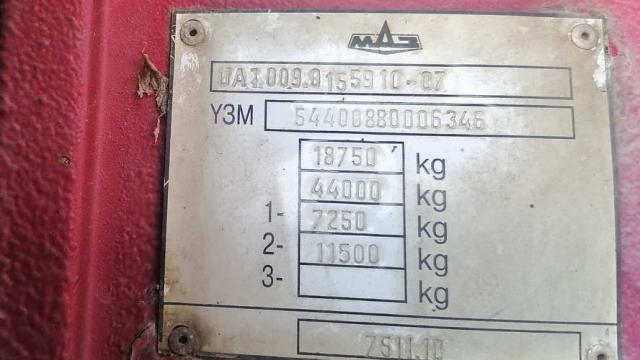 МАЗ
UA1.009.0155910-07
Y3M 54400880006346
18750 kg
44000 kg
1- 7250 kg
2- 11500 kg
3- kg
7511.10